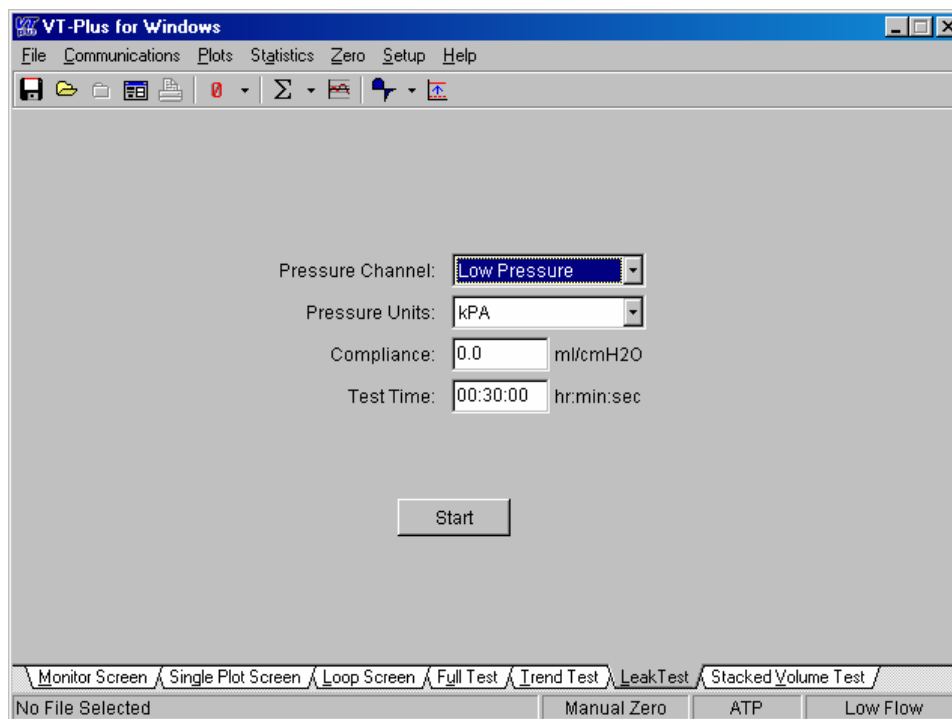 VT-Plus for Windows
File Communications Plots Statistics Zero Setup Help
Pressure Channel: Low Pressure
Pressure Units: kPA
Compliance: 0.0 ml/cmH2O
Test Time: 00:30:00 hr:min:sec
Start
Monitor Screen Single Plot Screen Loop Screen Full Test Trend Test LeakTest Stacked Volume Test
No File Selected Manual Zero ATP Low Flow